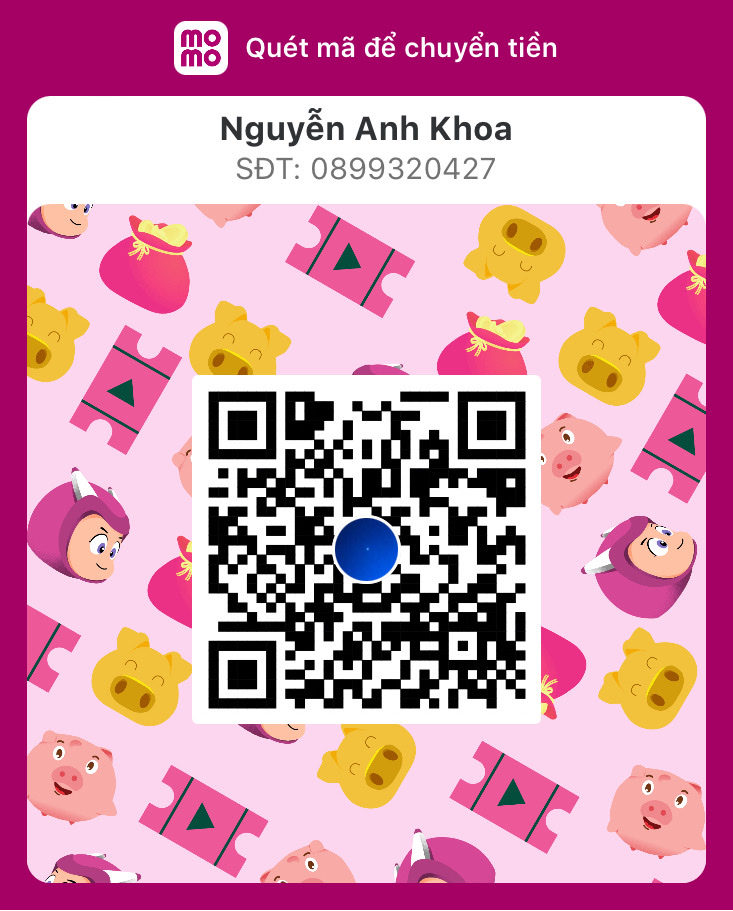 mo
mo
Quét mã để chuyển tiền
Nguyễn Anh Khoa
SĐT: 0899320427